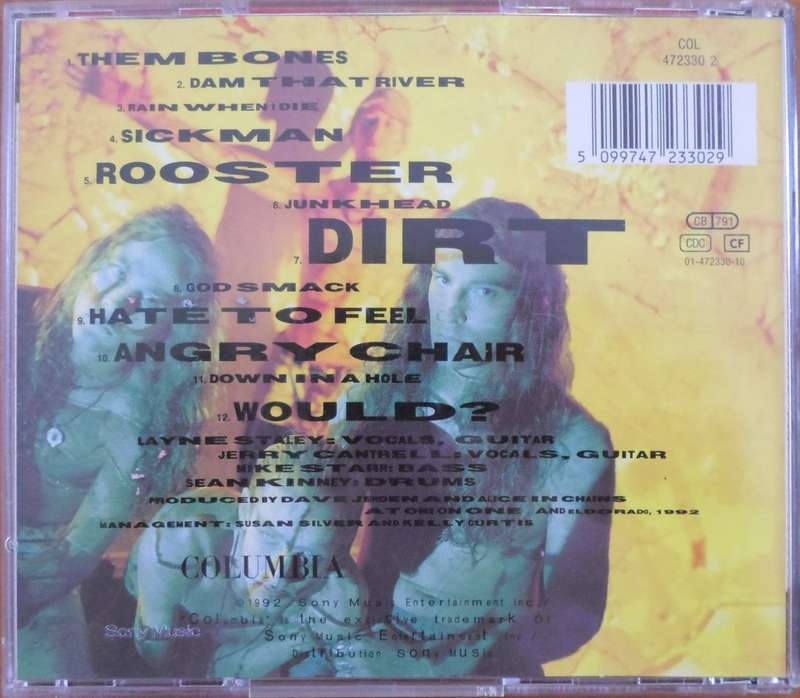 1. THEM BONES
2. DAM THAT RIVER
3. RAIN WHEN I DIE
4. SICKMAN
5. ROOSTER
6. JUNKHEAD
7. DIRT
8. GOD SMACK
9. HATE TO FEEL
10. ANGRY CHAIR
11. DOWN IN A HOLE
12. WOULD?
LAYNE STALEY: VOCALS, GUITAR
JERRY CANTRELL: VOCALS, GUITAR
MIKE STARR: BASS
SEAN KINNEY: DRUMS
PRODUCED BY DAVE JERDEN AND ALICE IN CHAINS
AT AND ELDORADO, 1992
MANAGEMENT: SUSAN SILVER AND KELLY CURTIS
COLUMBIA
©1992 Sony Music Entertainment Inc./
"Columbia" is the exclusive trademark of
Sony Music Entertainment Inc./
Distribution Sony Music
Sony Music
COL
472330 2
5 099747 233029
CB 791
CDC CF
01-472330-10